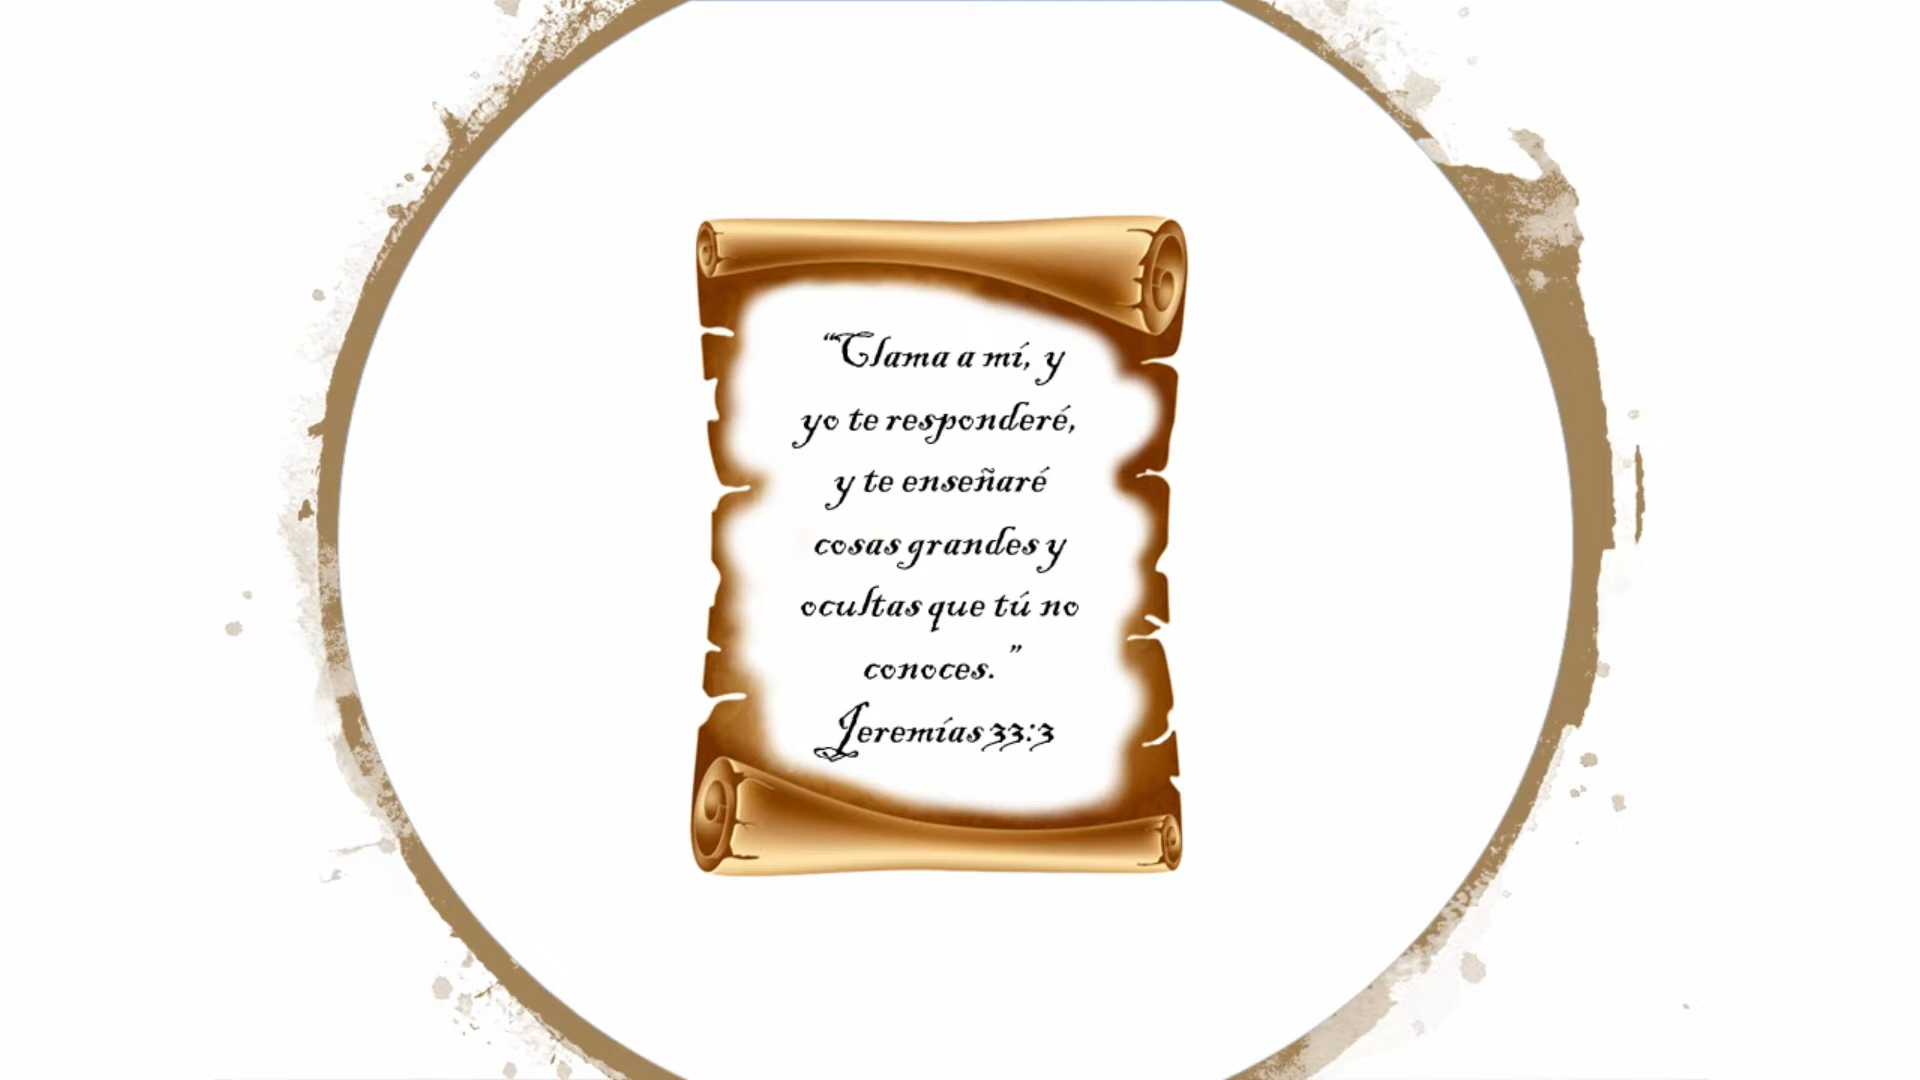 “Clama a mí, y
yo te responderé,
y te enseñaré
cosas grandes y
ocultas que tú no
conoces.”
Jeremías 33:3